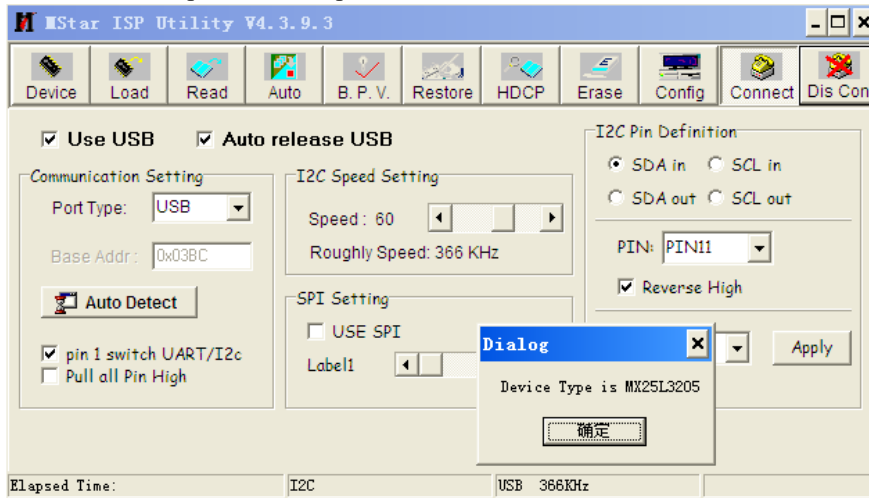 MStar ISP Utility V4.3.9.3
Device Load Read Auto B. P. V. Restore HDCP Erase Config Connect Dis Con
Use USB Auto release USB
Communication Setting
Port Type: USB
Base Addr: 0x03BC
Auto Detect
pin 1 switch UART/I2c
Pull all Pin High
I2C Speed Setting
Speed: 60
Roughly Speed: 366 KHz
SPI Setting
USE SPI
Label1
I2C Pin Definition
SDA in SCL in
SDA out SCL out
PIN: PIN11
Reverse High
Apply
Dialog
Device Type is MX25L3205
确定
Elapsed Time: I2C USB 366KHz